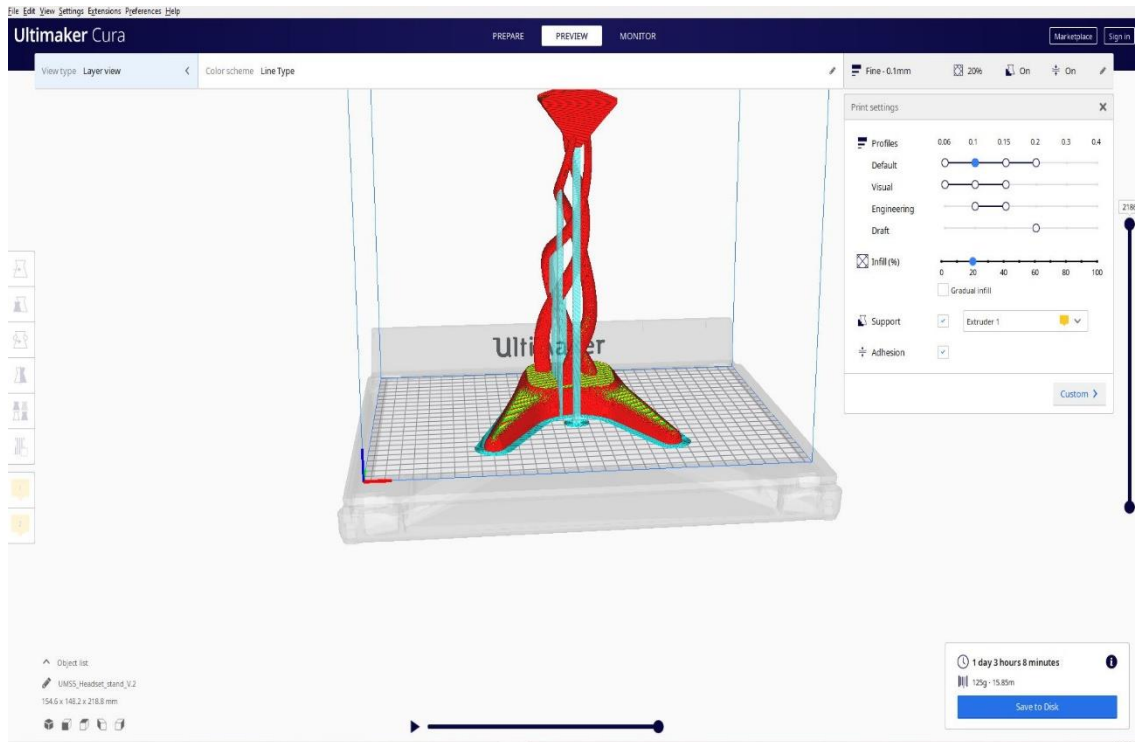 File Edit View Settings Extensions Preferences Help
Ultimaker Cura
PREPARE PREVIEW MONITOR
Marketplace Sign in
View type Layer view
Color scheme Line Type
Fine - 0.1mm 20% On On
Print settings
Profiles 0.06 0.1 0.15 0.2 0.3 0.4
Default
Visual
Engineering
Draft
Infill (%)
0 20 40 60 80 100
Gradual infill
Support Extruder 1
Adhesion
Custom
2186
Ultimaker
Object list
UMS5_Headset_stand_V.2
154.6 x 148.2 x 218.8 mm
1 day 3 hours 8 minutes
125g · 15.85m
Save to Disk